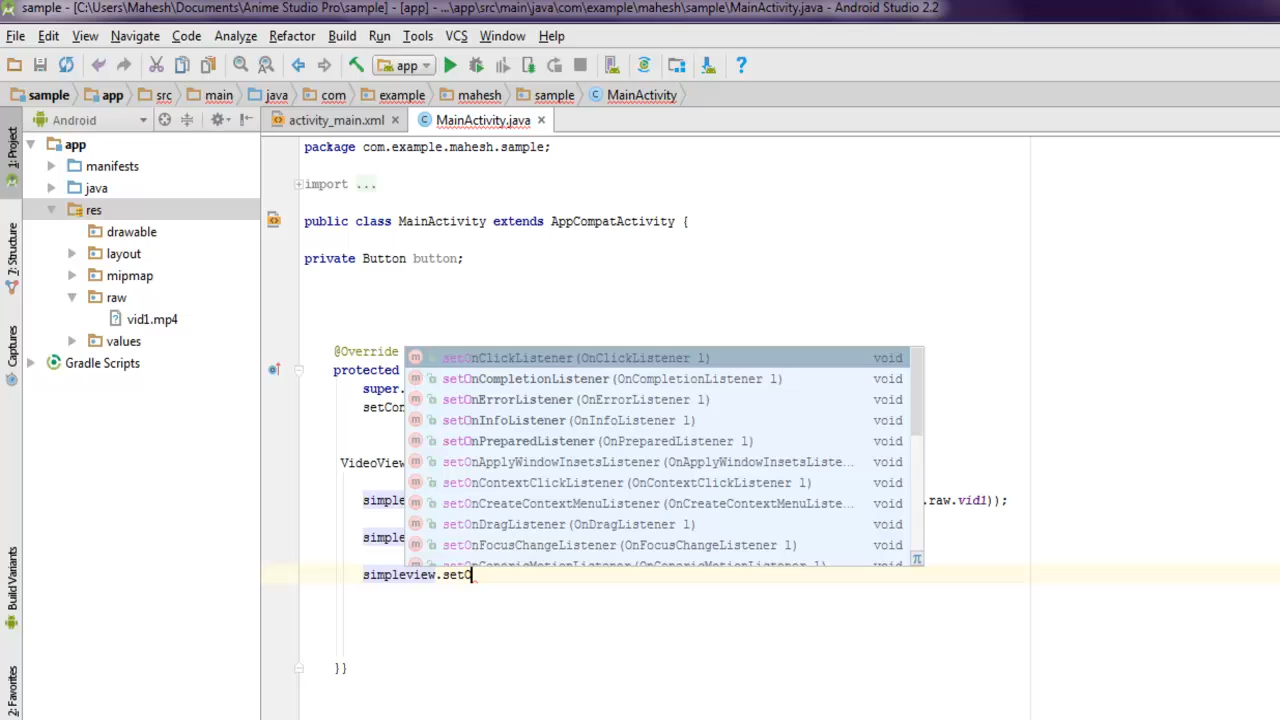 sample - [C:\Users\Mahesh\Documents\Anime Studio Pro\sample] - [app] - ...\app\src\main\java\com\example\mahesh\sample\MainActivity.java - Android Studio 2.2
File Edit View Navigate Code Analyze Refactor Build Run Tools VCS Window Help
app
sample app src main java com example mahesh sample MainActivity
Android activity_main.xml MainActivity.java
1: Project
7: Structure
Captures
Build Variants
2: Favorites
app
manifests
java
res
drawable
layout
mipmap
raw
vid1.mp4
values
Gradle Scripts
package com.example.mahesh.sample;
import ...
public class MainActivity extends AppCompatActivity {
private Button button;
@Override
protected
super.
setCon
VideoView
simple .raw.vid1));
simple
simpleview.setO
}}
setOnClickListener(OnClickListener l) void
setOnCompletionListener(OnCompletionListener l) void
setOnErrorListener(OnErrorListener l) void
setOnInfoListener(OnInfoListener l) void
setOnPreparedListener(OnPreparedListener l) void
setOnApplyWindowInsetsListener(OnApplyWindowInsetsListe... void
setOnContextClickListener(OnContextClickListener l) void
setOnCreateContextMenuListener(OnCreateContextMenuListe... void
setOnDragListener(OnDragListener l) void
setOnFocusChangeListener(OnFocusChangeListener l) void
setOnGenericMotionListener(OnGenericMotionListener l) void
π